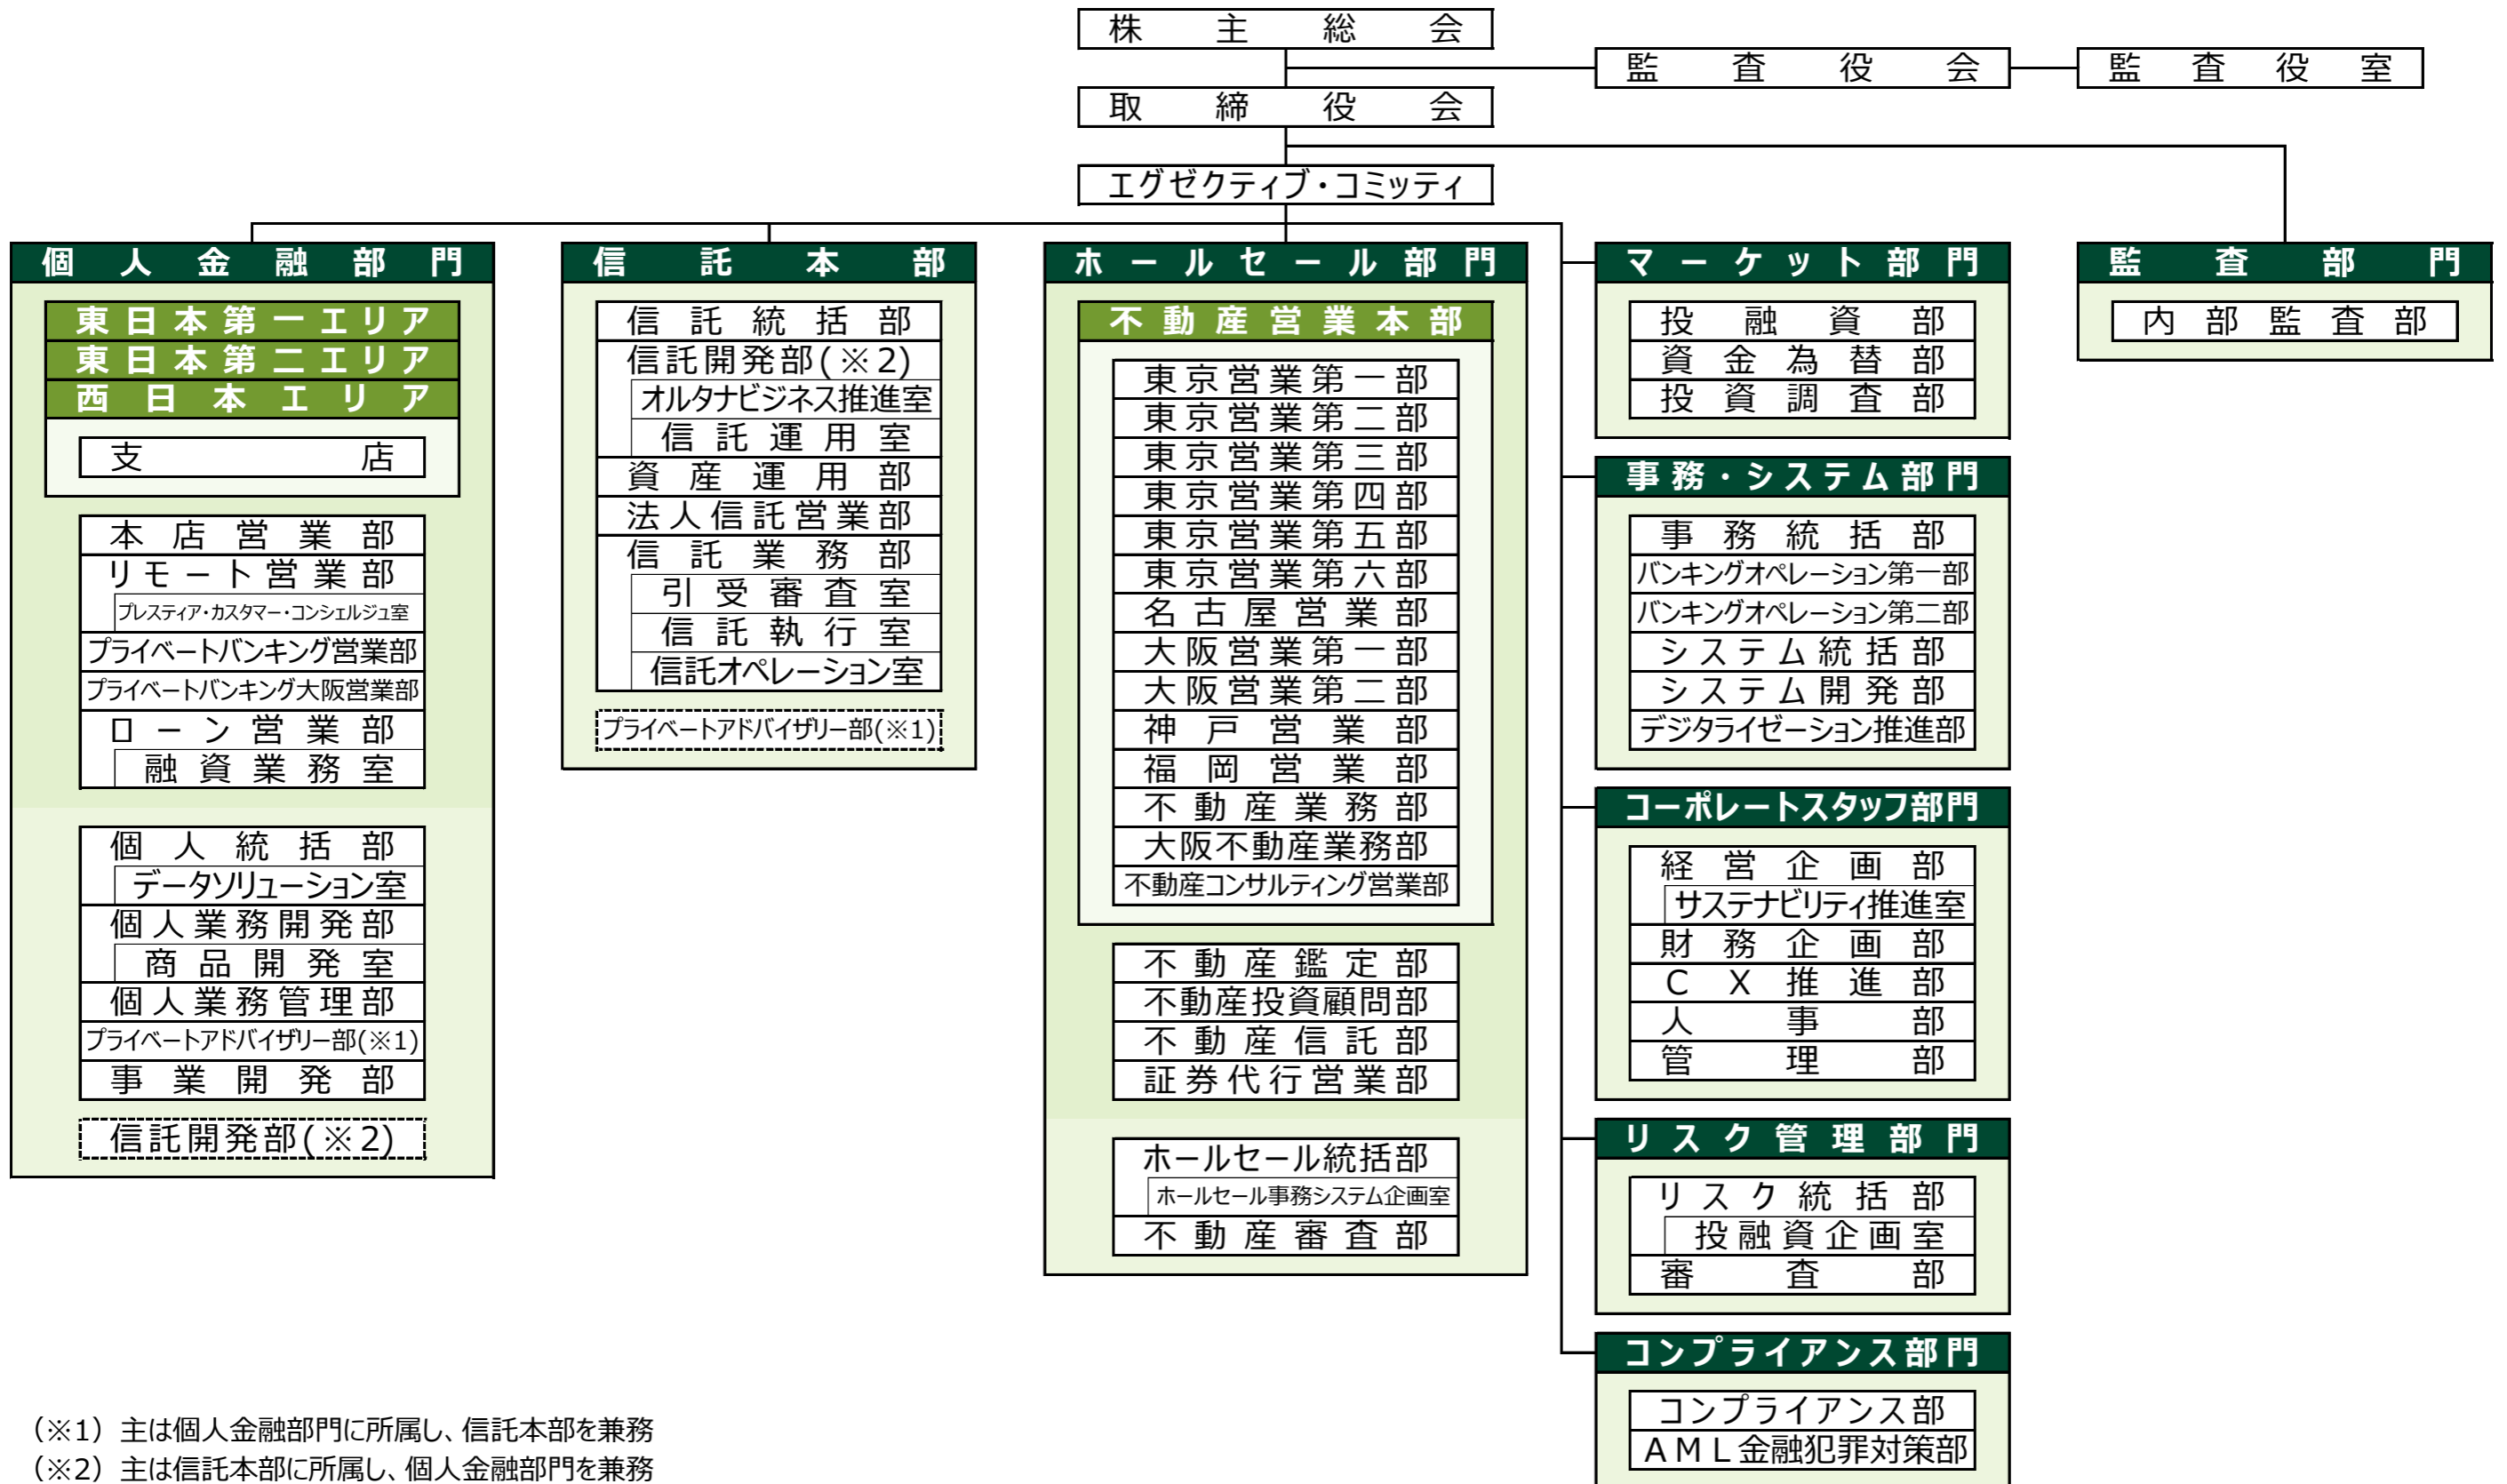 株主総会
監査役会
監査役室
取締役会
エグゼクティブ・コミッティ
個人金融部門
東日本第一エリア
東日本第二エリア
西日本エリア
支店
本店営業部
リモート営業部
プレスティア・カスタマー・コンシェルジュ室
プライベートバンキング営業部
プライベートバンキング大阪営業部
ローン営業部
融資業務室
個人統括部
データソリューション室
個人業務開発部
商品開発室
個人業務管理部
プライベートアドバイザリー部(※1)
事業開発部
信託開発部(※2)
信託本部
信託統括部
信託開発部(※2)
オルタナビジネス推進室
信託運用室
資産運用部
法人信託営業部
信託業務部
引受審査室
信託執行室
信託オペレーション室
プライベートアドバイザリー部(※1)
ホールセール部門
不動産営業本部
東京営業第一部
東京営業第二部
東京営業第三部
東京営業第四部
東京営業第五部
東京営業第六部
名古屋営業部
大阪営業第一部
大阪営業第二部
神戸営業部
福岡営業部
不動産業務部
大阪不動産業務部
不動産コンサルティング営業部
不動産鑑定部
不動産投資顧問部
不動産信託部
証券代行営業部
ホールセール統括部
ホールセール事務システム企画室
不動産審査部
マーケット部門
投融資部
資金為替部
投資調査部
事務・システム部門
事務統括部
バンキングオペレーション第一部
バンキングオペレーション第二部
システム統括部
システム開発部
デジタライゼーション推進部
コーポレートスタッフ部門
経営企画部
サステナビリティ推進室
財務企画部
CX推進部
人事部
管理部
リスク管理部門
リスク統括部
投融資企画室
審査部
コンプライアンス部門
コンプライアンス部
AML金融犯罪対策部
監査部門
内部監査部
（※1）主は個人金融部門に所属し、信託本部を兼務
（※2）主は信託本部に所属し、個人金融部門を兼務